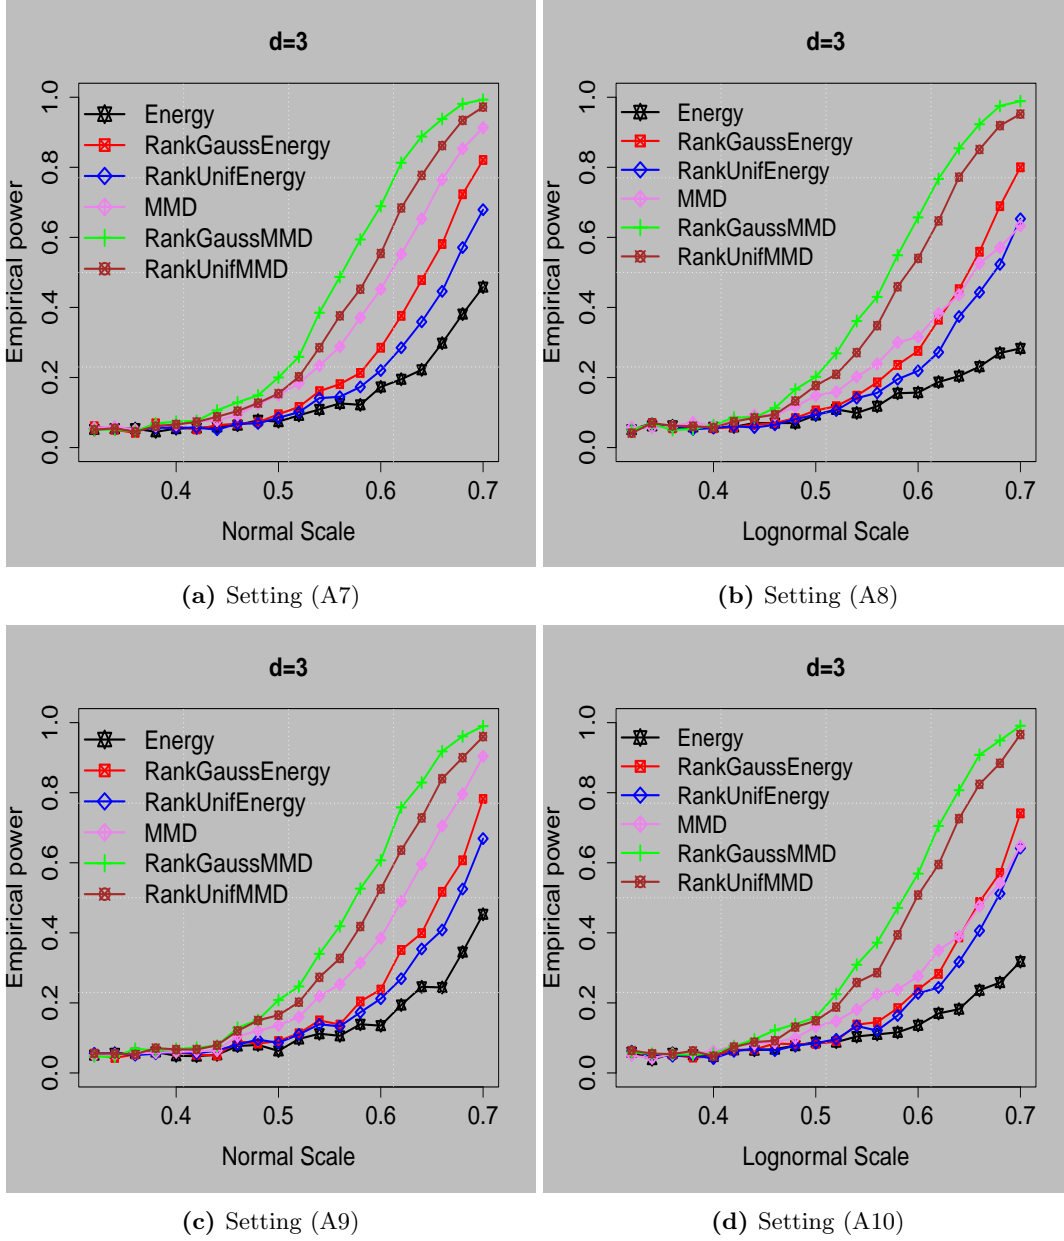 d=3
Empirical power
1.0
0.8
0.6
0.4
0.2
0.0
Energy
RankGaussEnergy
RankUnifEnergy
MMD
RankGaussMMD
RankUnifMMD
0.4 0.5 0.6 0.7
Normal Scale
(a) Setting (A7)
d=3
Empirical power
1.0
0.8
0.6
0.4
0.2
0.0
Energy
RankGaussEnergy
RankUnifEnergy
MMD
RankGaussMMD
RankUnifMMD
0.4 0.5 0.6 0.7
Lognormal Scale
(b) Setting (A8)
d=3
Empirical power
1.0
0.8
0.6
0.4
0.2
0.0
Energy
RankGaussEnergy
RankUnifEnergy
MMD
RankGaussMMD
RankUnifMMD
0.4 0.5 0.6 0.7
Normal Scale
(c) Setting (A9)
d=3
Empirical power
1.0
0.8
0.6
0.4
0.2
0.0
Energy
RankGaussEnergy
RankUnifEnergy
MMD
RankGaussMMD
RankUnifMMD
0.4 0.5 0.6 0.7
Lognormal Scale
(d) Setting (A10)